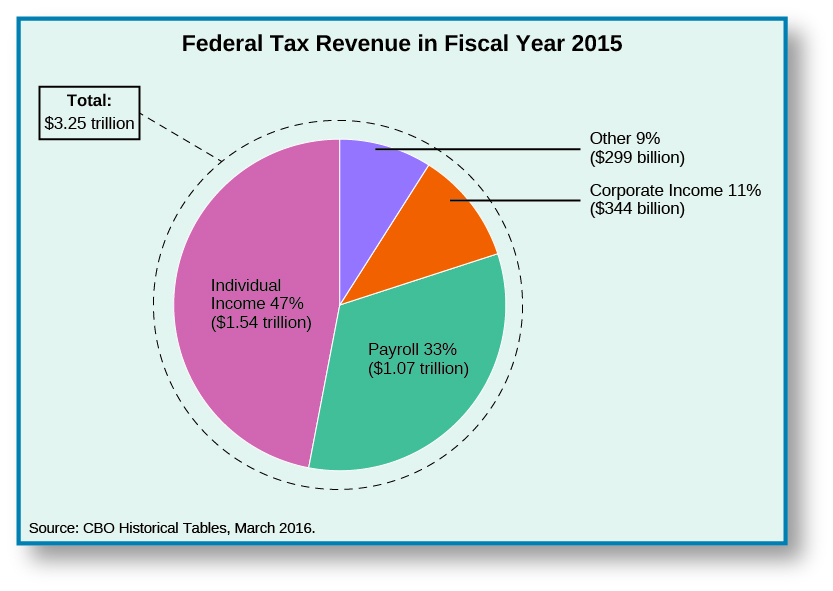 Federal Tax Revenue in Fiscal Year 2015
Total:
$3.25 trillion
Other 9%
($299 billion)
Corporate Income 11%
($344 billion)
Individual
Income 47%
($1.54 trillion)
Payroll 33%
($1.07 trillion)
Source: CBO Historical Tables, March 2016.